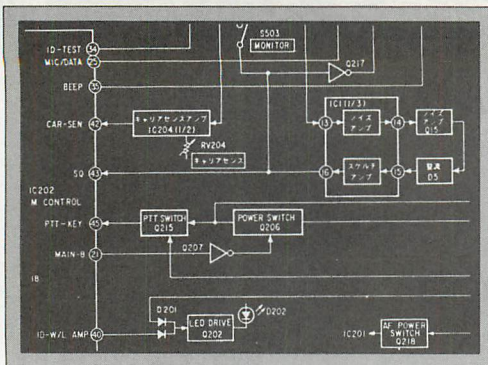 S503
MONITOR
ID-TEST 34
MIC/DATA 25
Q217
BEEP 35
IC1(1/3)
CAR-SEN 42
キャリアセンスアンプ
IC204(1/2)
13
ノイズ
アンプ
14
ノイズ
アンプ
Q15
RV204
キャリアセンス
SQ 43
16
スケルチ
アンプ
15
整流
D5
IC202
M CONTROL
PTT-KEY 45
PTT SWITCH
Q215
POWER SWITCH
Q206
Q207
MAIN-B 21
IB
D201
D202
LED DRIVE
Q202
ID-W/L AMP 40
IC201
AF POWER
SWITCH
Q218